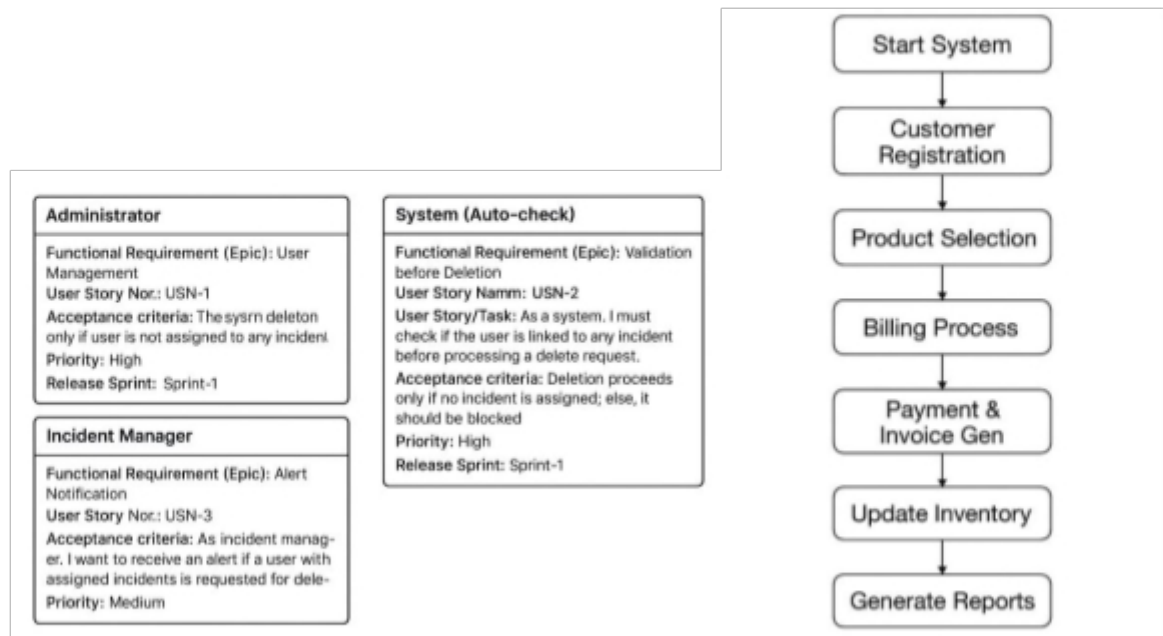 Administrator
Functional Requirement (Epic): User
Management
User Story Nor.: USN-1
Acceptance criteria: The sysrn deleton
only if user is not assigned to any incident
Priority: High
Release Sprint: Sprint-1
Incident Manager
Functional Requirement (Epic): Alert
Notification
User Story Nor.: USN-3
Acceptance criteria: As incident manag-
er. I want to receive an alert if a user with
assigned incidents is requested for dele-
Priority: Medium
System (Auto-check)
Functional Requirement (Epic): Validation
before Deletion
User Story Namm: USN-2
User Story/Task: As a system. I must
check if the user is linked to any incident
before processing a delete request.
Acceptance criteria: Deletion proceeds
only if no incident is assigned; else, it
should be blocked
Priority: High
Release Sprint: Sprint-1
Start System
Customer
Registration
Product Selection
Billing Process
Payment &
Invoice Gen
Update Inventory
Generate Reports